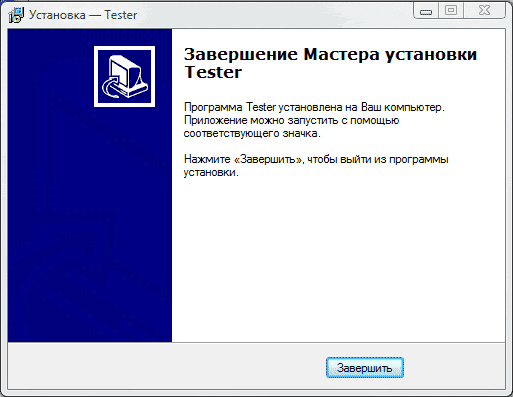 Установка — Tester
Завершение Мастера установки
Tester
Программа Tester установлена на Ваш компьютер.
Приложение можно запустить с помощью
соответствующего значка.
Нажмите «Завершить», чтобы выйти из программы
установки.
Завершить